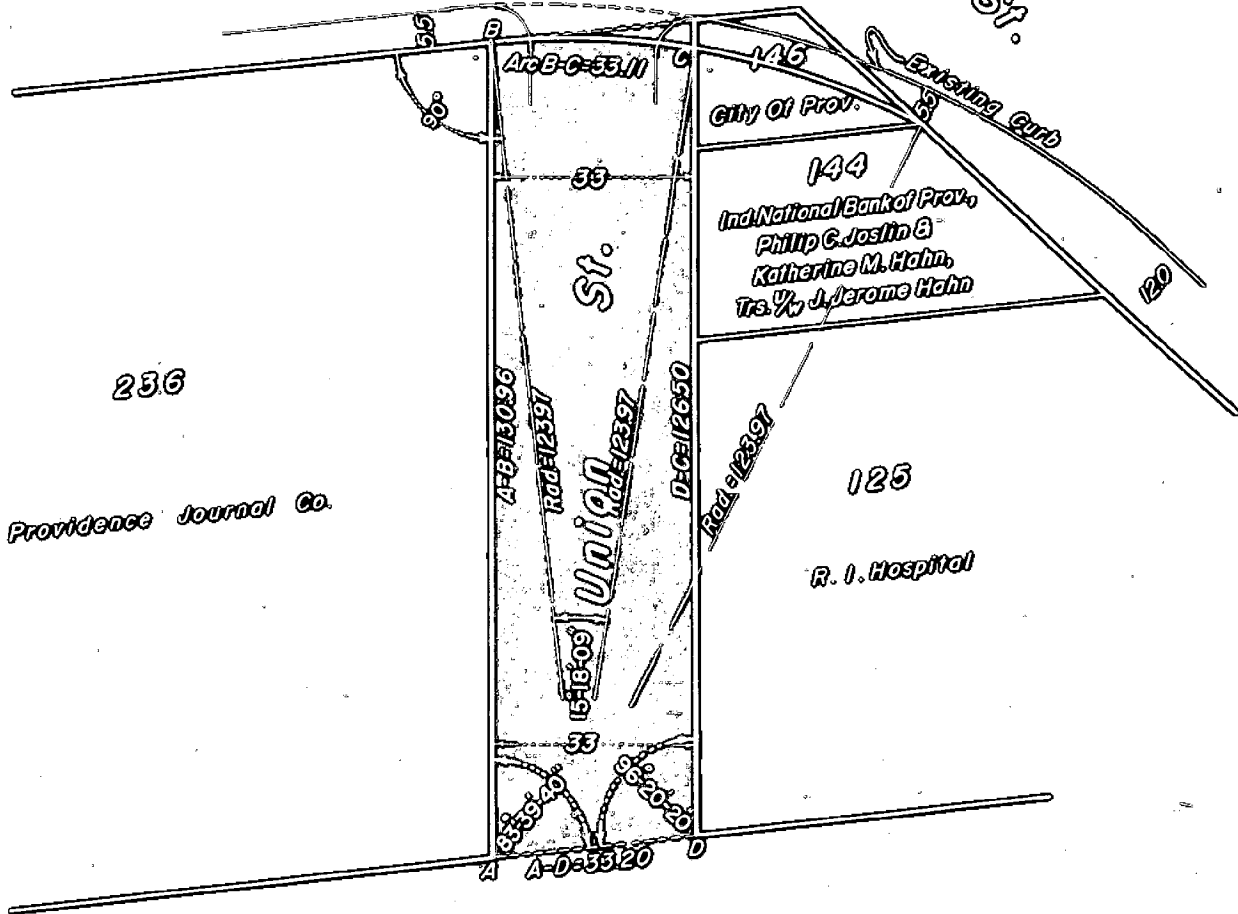 St.
55
B
Arc B-C=33.11
C
146
Existing Curb
90°
City Of Prov.
55
33
144
Ind. National Bank of Prov.,
Philip C. Joslin &
Katherine M. Hahn,
Trs. U/W J. Jerome Hahn
120
236
A-B=130.96
Rad.=123.97
Union St.
Rad.=123.97
D-C=126.50
Rad.=123.97
125
Providence Journal Co.
R. I. Hospital
15-18-09
33
83-39-40
96-20-20
A
A-D=33.20
D